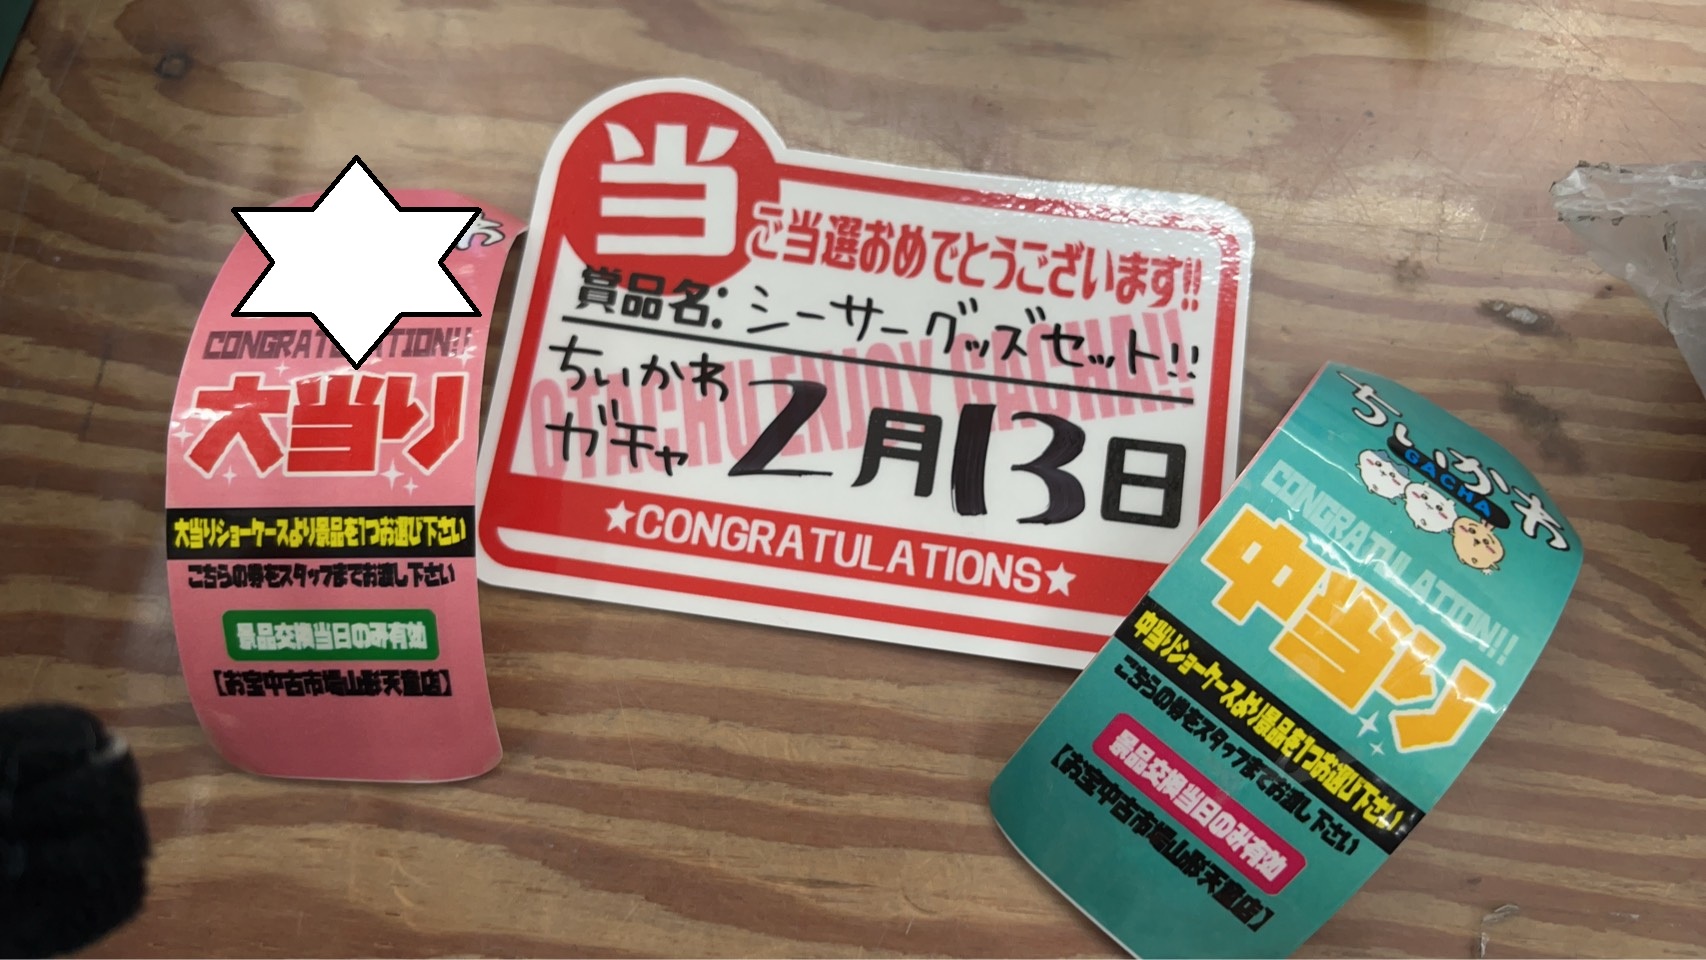 わ
CONGRATULATION!!
大当り
大当りショーケースより景品を1つお選び下さい
こちらの券をスタッフまでお渡し下さい
景品交換当日のみ有効
【お宝中古市場山形天童店】
当
ご当選おめでとうございます!!
賞品名:シーサーグッズセット!!
OTACHU ENJOY GACHA!!
ちいかわ
ガチャ
2月13日
★CONGRATULATIONS★
ちいかわ
GACHA
CONGRATULATION!!
中当り
中当りショーケースより景品を1つお選び下さい
こちらの券をスタッフまでお渡し下さい
景品交換当日のみ有効
【お宝中古市場山形天童店】